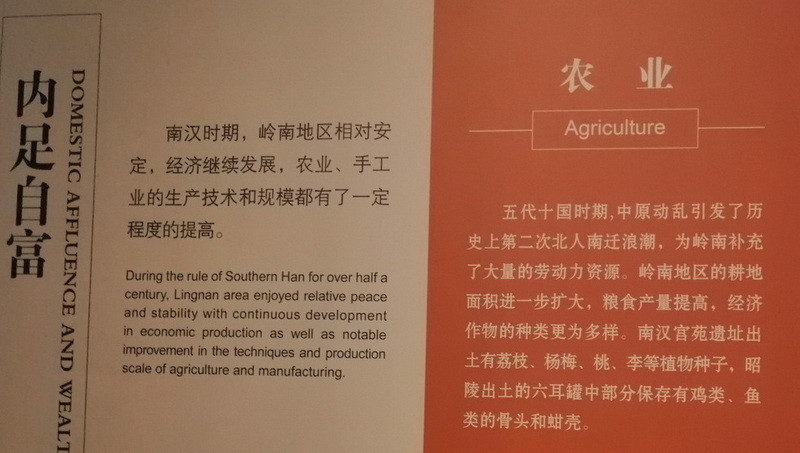 内足自富
DOMESTIC AFFLUENCE AND WEALT
南汉时期，岭南地区相对安
定，经济继续发展，农业、手工
业的生产技术和规模都有了一定
程度的提高。
During the rule of Southern Han for over half a
century, Lingnan area enjoyed relative peace
and stability with continuous development
in economic production as well as notable
improvement in the techniques and production
scale of agriculture and manufacturing.
农 业
Agriculture
五代十国时期,中原动乱引发了历
史上第二次北人南迁浪潮，为岭南补充
了大量的劳动力资源。岭南地区的耕地
面积进一步扩大，粮食产量提高，经济
作物的种类更为多样。南汉宫苑遗址出
土有荔枝、杨梅、桃、李等植物种子，昭
陵出土的六耳罐中部分保存有鸡类、鱼
类的骨头和蚶壳。